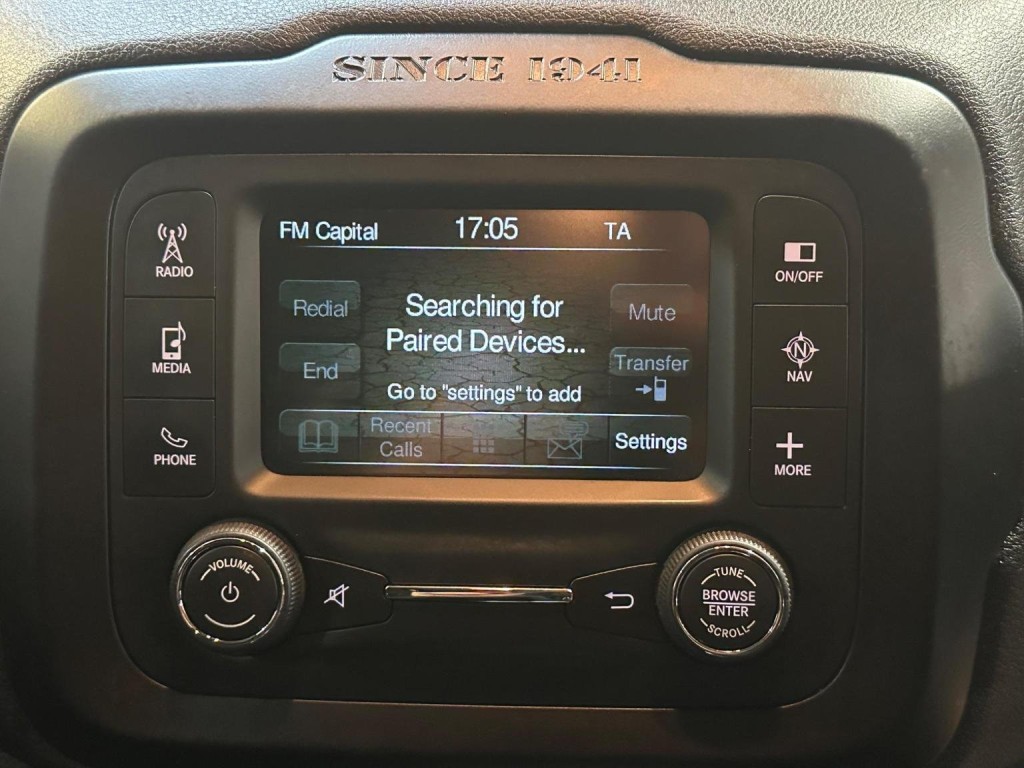 SINCE 1941
RADIO
MEDIA
PHONE
FM Capital 17:05 TA
Redial
End
Searching for
Paired Devices...
Go to "settings" to add
Mute
Transfer
Recent
Calls
Settings
ON/OFF
N
NAV
MORE
VOLUME
TUNE
BROWSE
ENTER
SCROLL